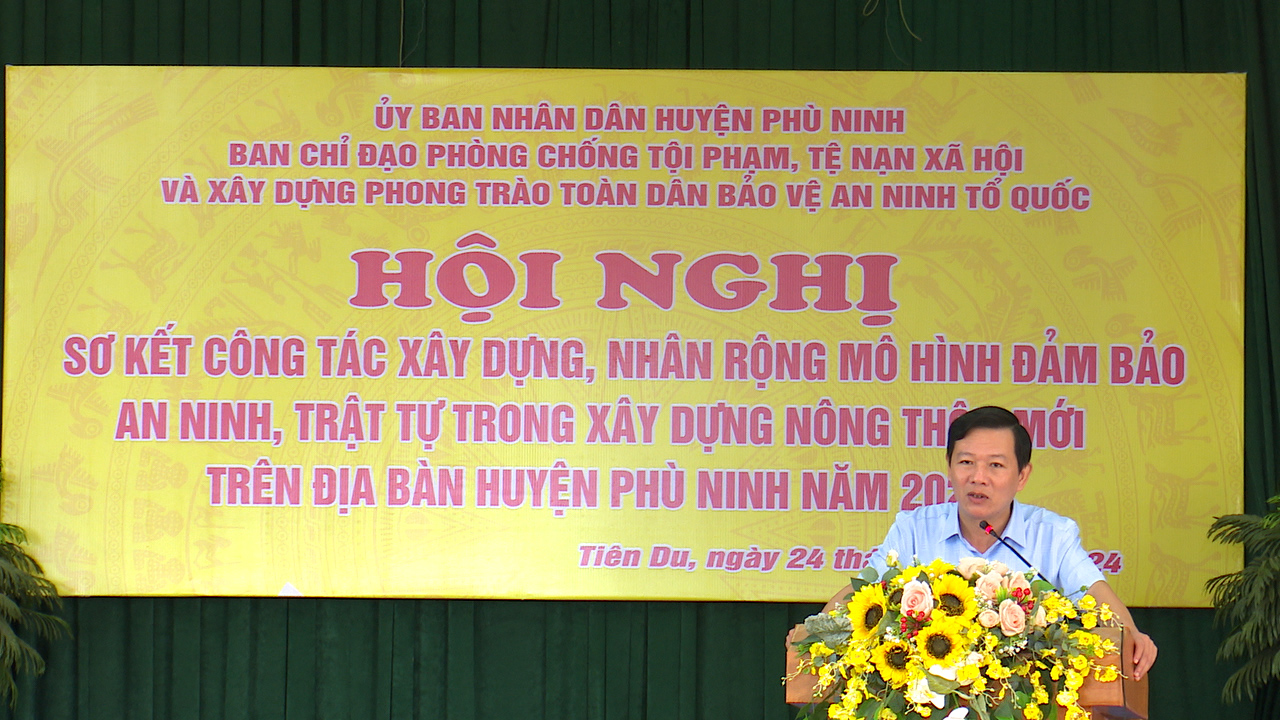 ỦY BAN NHÂN DÂN HUYỆN PHÙ NINH
BAN CHỈ ĐẠO PHÒNG CHỐNG TỘI PHẠM, TỆ NẠN XÃ HỘI
VÀ XÂY DỰNG PHONG TRÀO TOÀN DÂN BẢO VỆ AN NINH TỔ QUỐC
HỘI NGHỊ
SƠ KẾT CÔNG TÁC XÂY DỰNG, NHÂN RỘNG MÔ HÌNH ĐẢM BẢO
AN NINH, TRẬT TỰ TRONG XÂY DỰNG NÔNG THÔN MỚI
TRÊN ĐỊA BÀN HUYỆN PHÙ NINH NĂM
Tiên Du, ngày 24